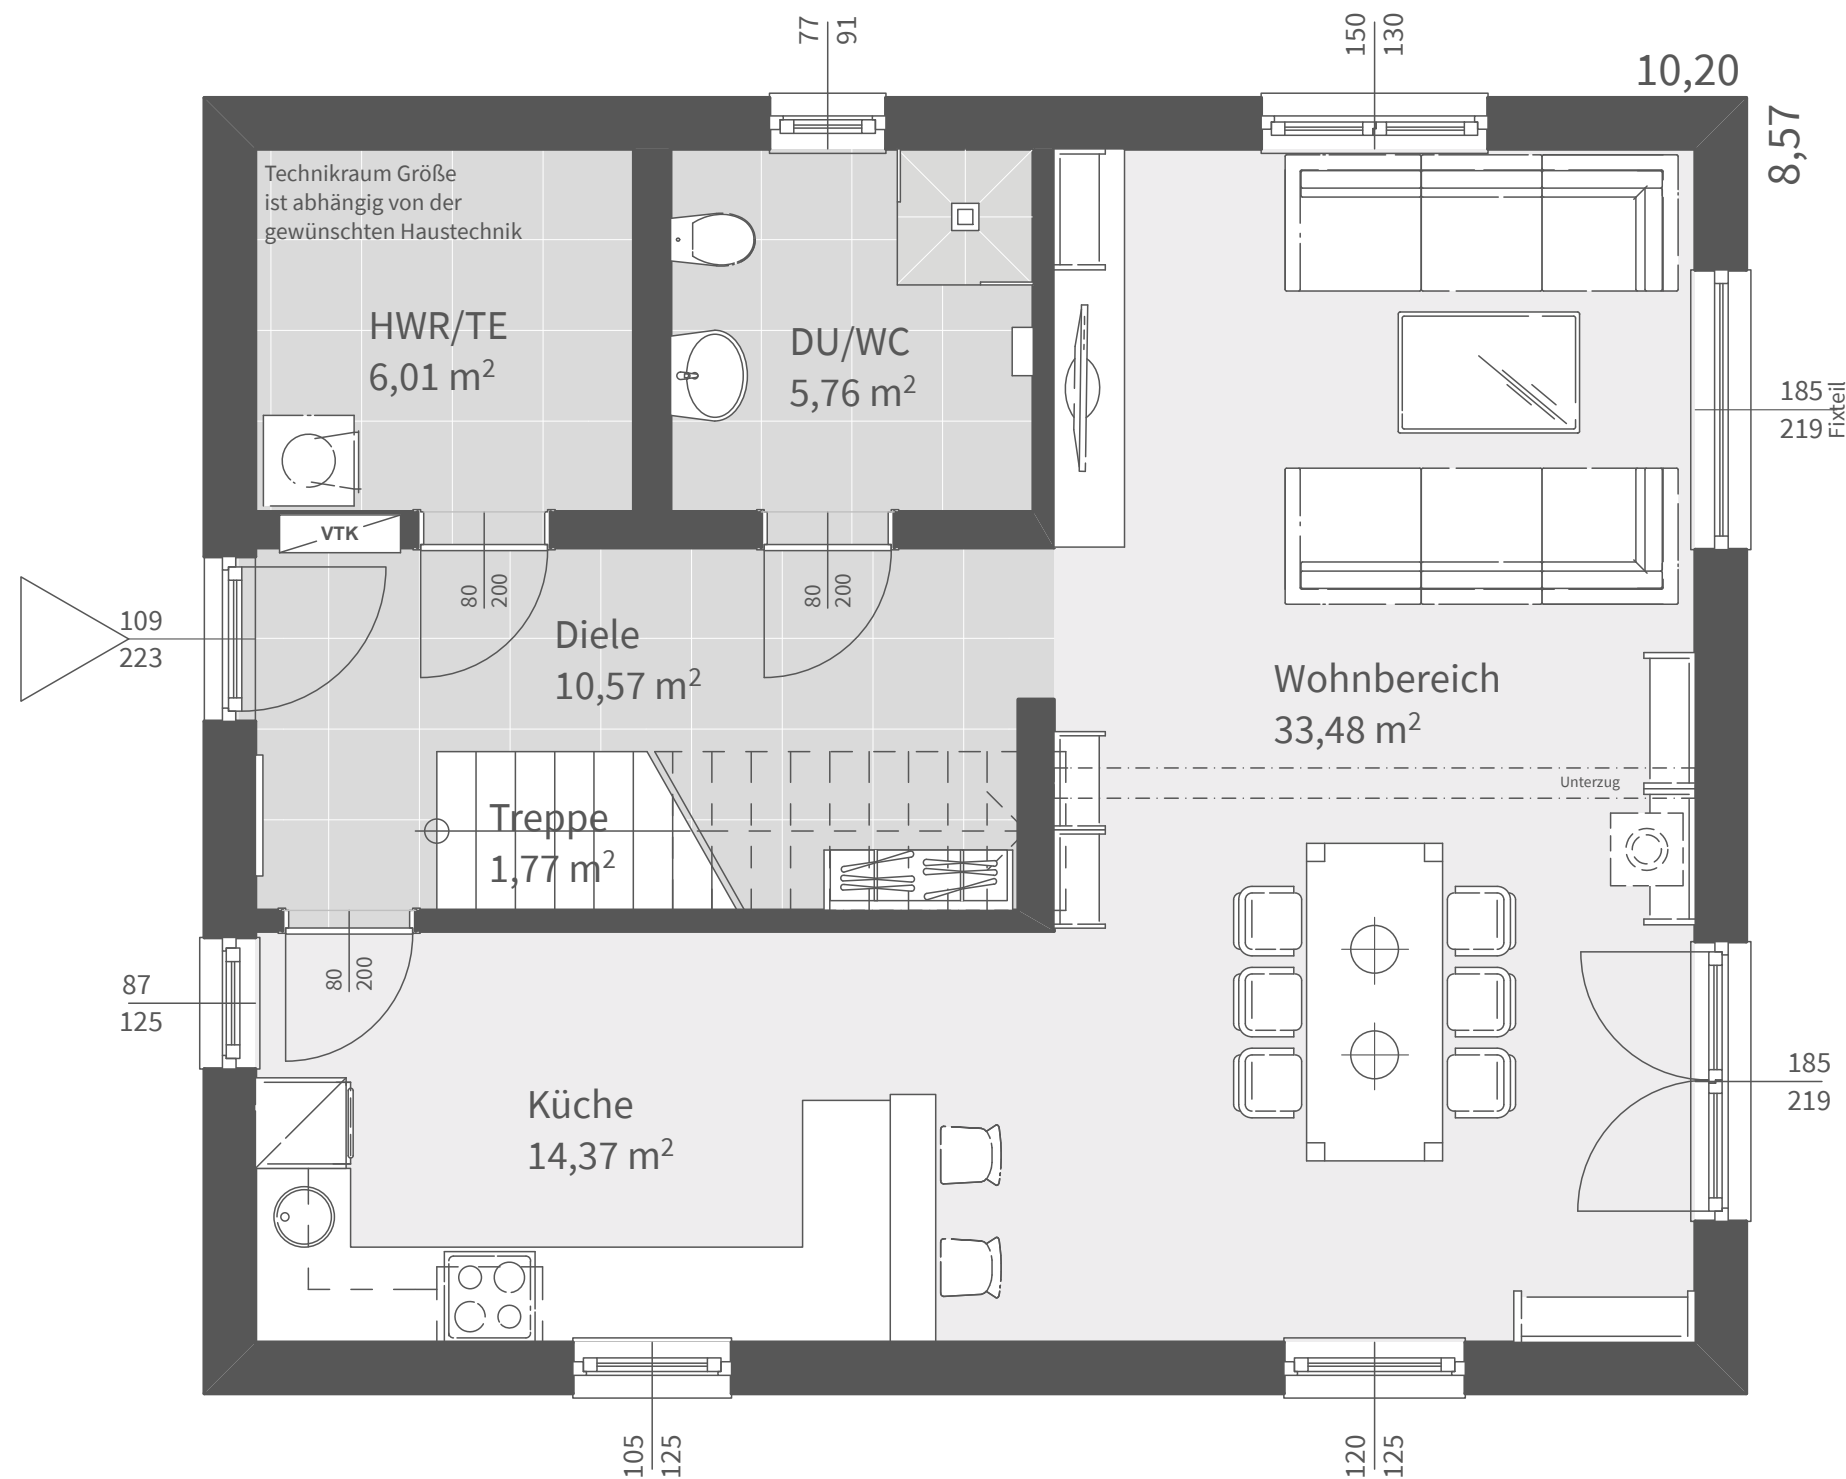 77
91
150
130
10,20
8,57
Technikraum Größe
ist abhängig von der
gewünschten Haustechnik
HWR/TE
6,01 m²
DU/WC
5,76 m²
185
219
Fixteil
VTK
80
200
80
200
109
223
Diele
10,57 m²
Wohnbereich
33,48 m²
Unterzug
Treppe
1,77 m²
80
200
87
125
Küche
14,37 m²
185
219
105
125
120
125